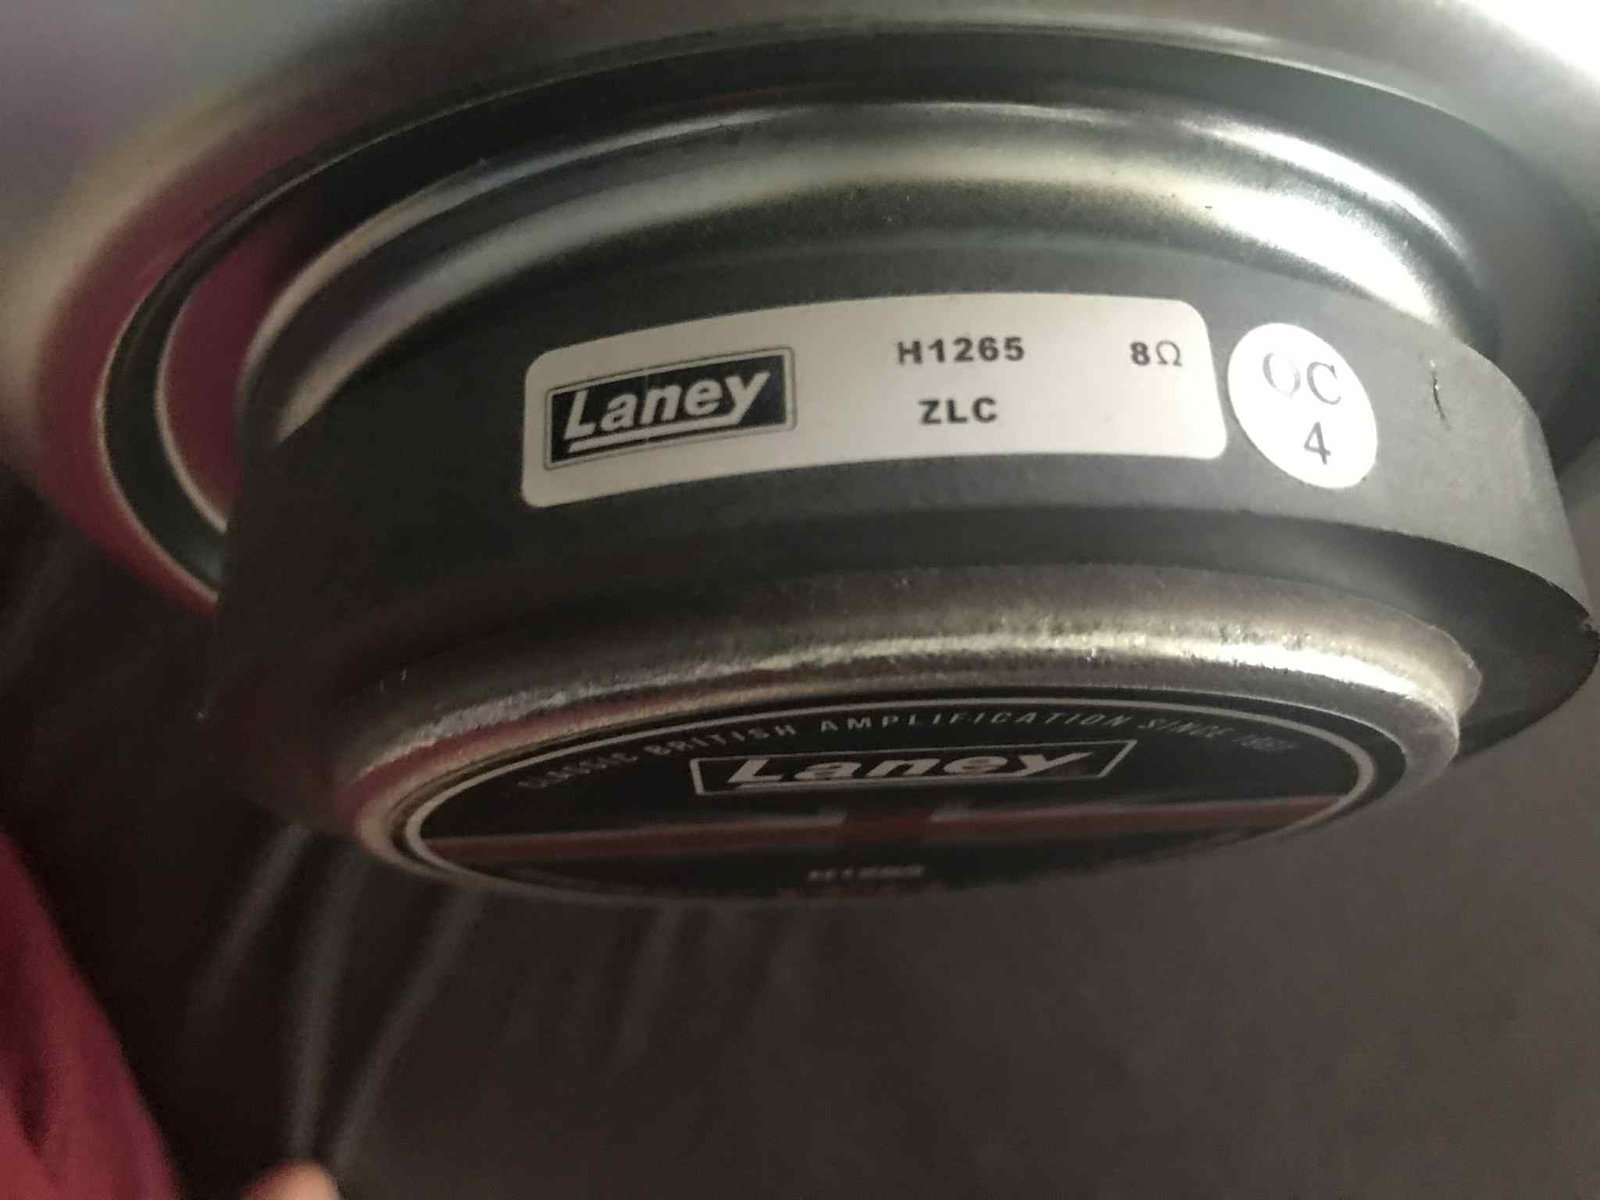 Laney
H1265 8Ω
ZLC
QC
4
CLASSIC BRITISH AMPLIFICATION SINCE
Laney